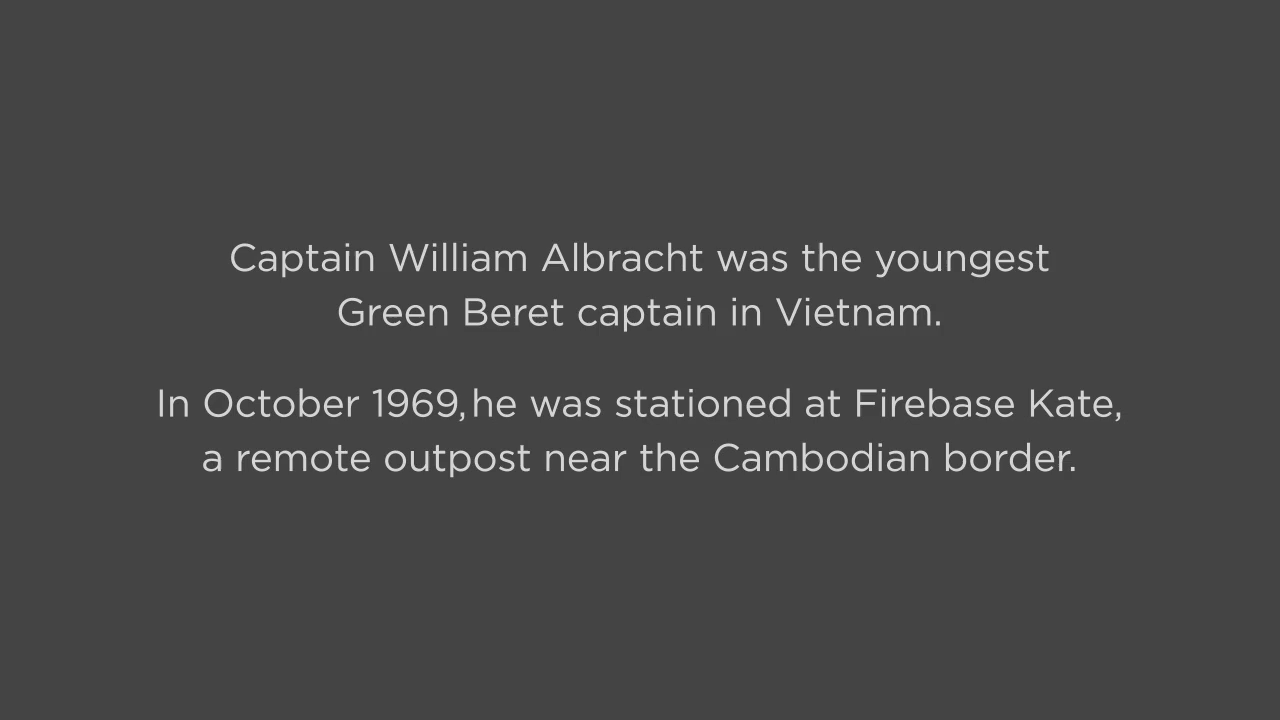 Captain William Albracht was the youngest
Green Beret captain in Vietnam.
In October 1969, he was stationed at Firebase Kate,
a remote outpost near the Cambodian border.